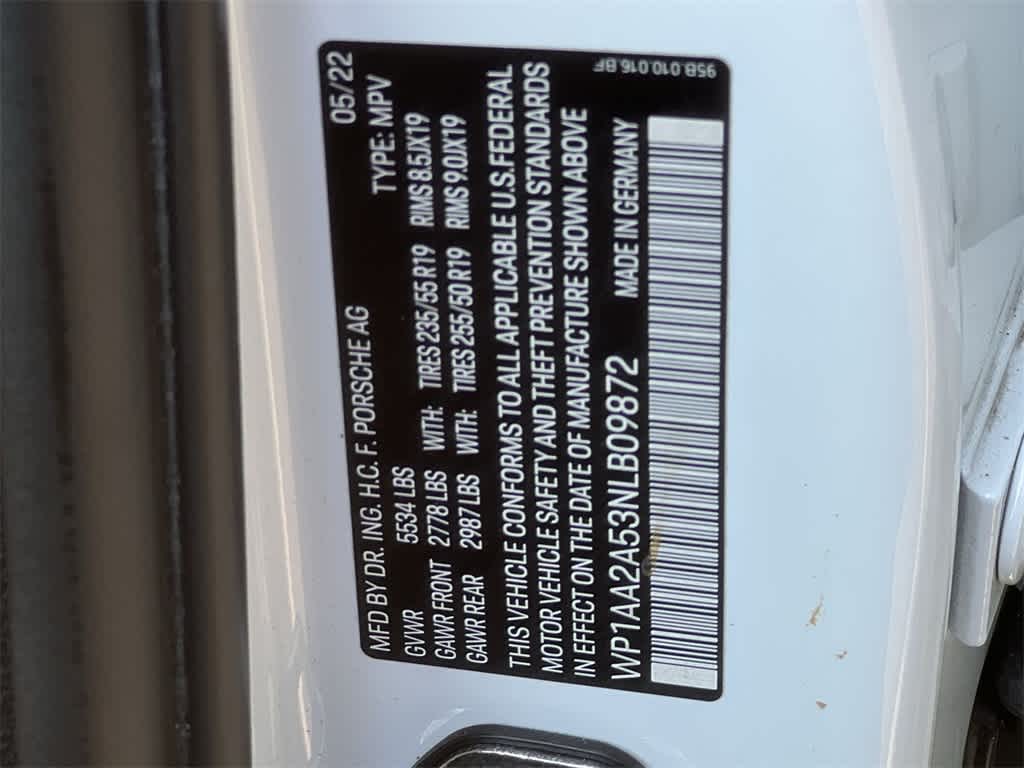 MFD BY DR. ING. H.C. F. PORSCHE AG 05/22
GVWR 5534 LBS TYPE: MPV
GAWR FRONT 2778 LBS WITH: TIRES 235/55 R19 RIMS 8.5JX19
GAWR REAR 2987 LBS WITH: TIRES 255/50 R19 RIMS 9.0JX19
THIS VEHICLE CONFORMS TO ALL APPLICABLE U.S. FEDERAL
MOTOR VEHICLE SAFETY AND THEFT PREVENTION STANDARDS
IN EFFECT ON THE DATE OF MANUFACTURE SHOWN ABOVE
WP1AA2A53NLB09872 MADE IN GERMANY
95B.010.016.BF